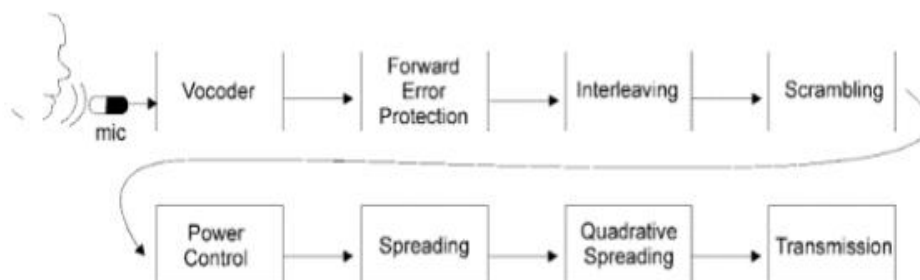 mic
Vocoder
Forward
Error
Protection
Interleaving
Scrambling
Power
Control
Spreading
Quadrative
Spreading
Transmission